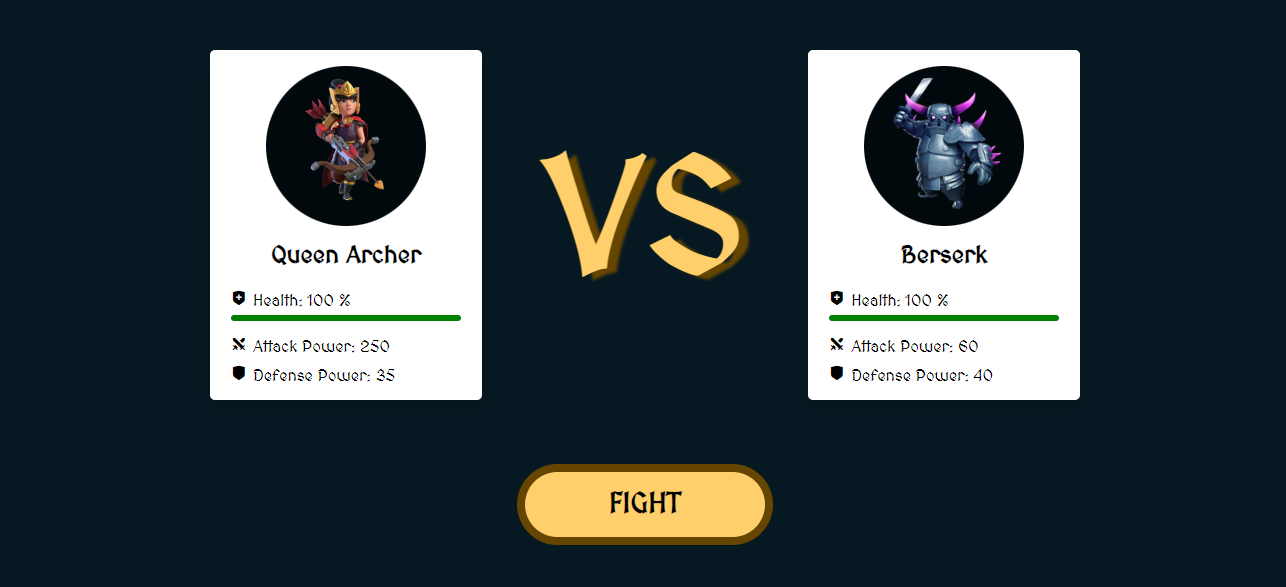 Queen Archer
Health: 100 %
Attack Power: 250
Defense Power: 35
VS
Berserk
Health: 100 %
Attack Power: 60
Defense Power: 40
FIGHT